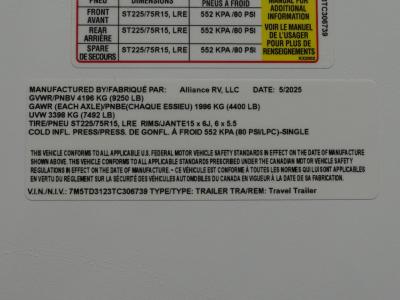 PNEU DIMENSIONS PNEUS À FROID
FRONT AVANT ST225/75R15, LRE 552 KPA/80 PSI
REAR ARRIÈRE ST225/75R15, LRE 552 KPA/80 PSI
SPARE DE SECOURS ST225/75R15, LRE 552 KPA/80 PSI
MANUAL FOR
ADDITIONAL
INFORMATION
VOIR LE MANUEL
DE L'USAGER
POUR PLUS DE
RENSEIGNEMENTS
TC306739
MANUFACTURED BY/FABRIQUÉ PAR: Alliance RV, LLC DATE: 5/2025
GVWR/PNBV 4196 KG (9250 LB)
GAWR (EACH AXLE)/PNBE(CHAQUE ESSIEU) 1996 KG (4400 LB)
UVW 3398 KG (7492 LB)
TIRE/PNEU ST225/75R15, LRE RIMS/JANTE15 x 6J, 6 x 5.5
COLD INFL. PRESS/PRESS. DE GONFL. À FROID 552 KPA (80 PSI/LPC)-SINGLE
THIS VEHICLE CONFORMS TO ALL APPLICABLE U.S. FEDERAL MOTOR VEHICLE SAFETY STANDARDS IN EFFECT ON THE DATE OF MANUFACTURE
SHOWN ABOVE. THIS VEHICLE CONFORMS TO ALL APPLICABLE STANDARDS PRESCRIBED UNDER THE CANADIAN MOTOR VEHICLE SAFETY
REGULATIONS IN EFFECT ON THE DATE OF MANUFACTURE - CE VÉHICULE EST CONFORME À TOUTES LES NORMES QUI LUI SONT APPLICABLES
EN VERTU DU RÈGLEMENT SUR LA SÉCURITÉ DES VÉHICULES AUTOMOBILES DU CANADA EN VIGUEUR À LA DATE DE SA FABRICATION.
V.I.N./N.I.V.: 7M5TD3123TC306739 TYPE/TYPE: TRAILER TRA/REM: Travel Trailer